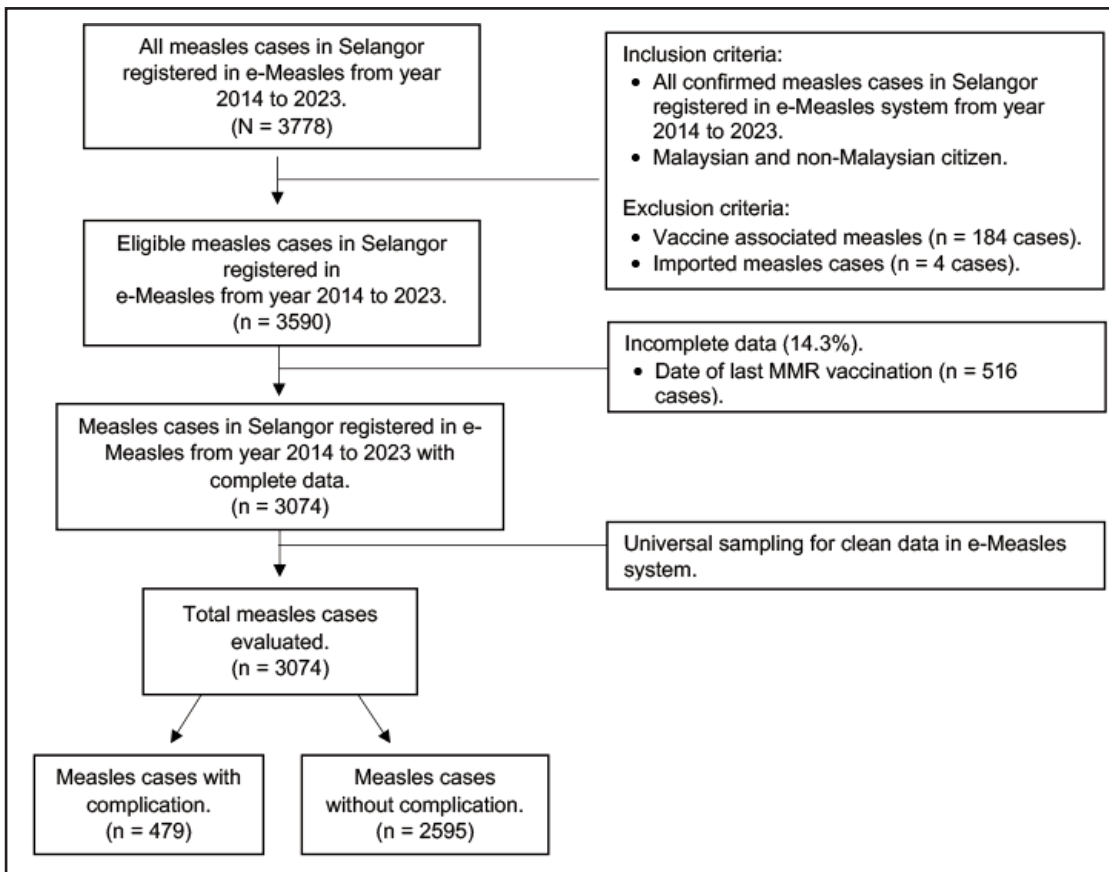 All measles cases in Selangor
registered in e-Measles from year
2014 to 2023.
(N = 3778)
Inclusion criteria:
• All confirmed measles cases in Selangor
registered in e-Measles system from year
2014 to 2023.
• Malaysian and non-Malaysian citizen.
Exclusion criteria:
• Vaccine associated measles (n = 184 cases).
• Imported measles cases (n = 4 cases).
Eligible measles cases in Selangor
registered in
e-Measles from year 2014 to 2023.
(n = 3590)
Incomplete data (14.3%).
• Date of last MMR vaccination (n = 516
cases).
Measles cases in Selangor registered in e-
Measles from year 2014 to 2023 with
complete data.
(n = 3074)
Universal sampling for clean data in e-Measles
system.
Total measles cases
evaluated.
(n = 3074)
Measles cases with
complication.
(n = 479)
Measles cases
without complication.
(n = 2595)